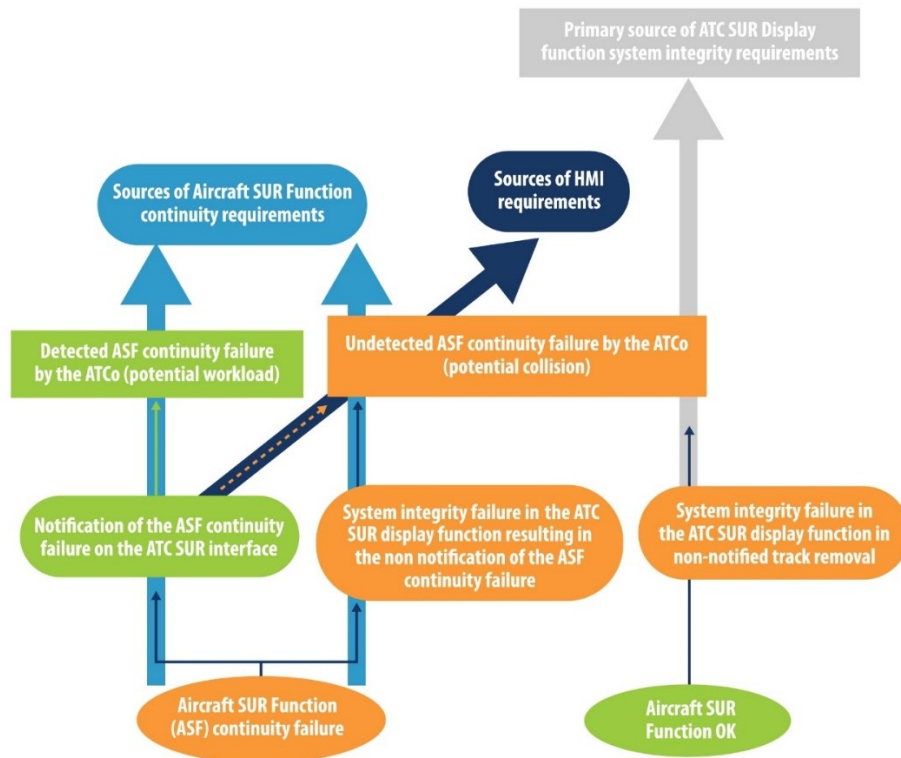 Primary source of ATC SUR Display
function system integrity requirements
Sources of Aircraft SUR Function
continuity requirements
Sources of HMI
requirements
Detected ASF continuity failure
by the ATCo (potential workload)
Undetected ASF continuity failure by the ATCo
(potential collision)
Notification of the ASF continuity
failure on the ATC SUR interface
System integrity failure in the ATC
SUR display function resulting in
the non notification of the ASF
continuity failure
System integrity failure in
the ATC SUR display function in
non-notified track removal
Aircraft SUR Function
(ASF) continuity failure
Aircraft SUR
Function OK